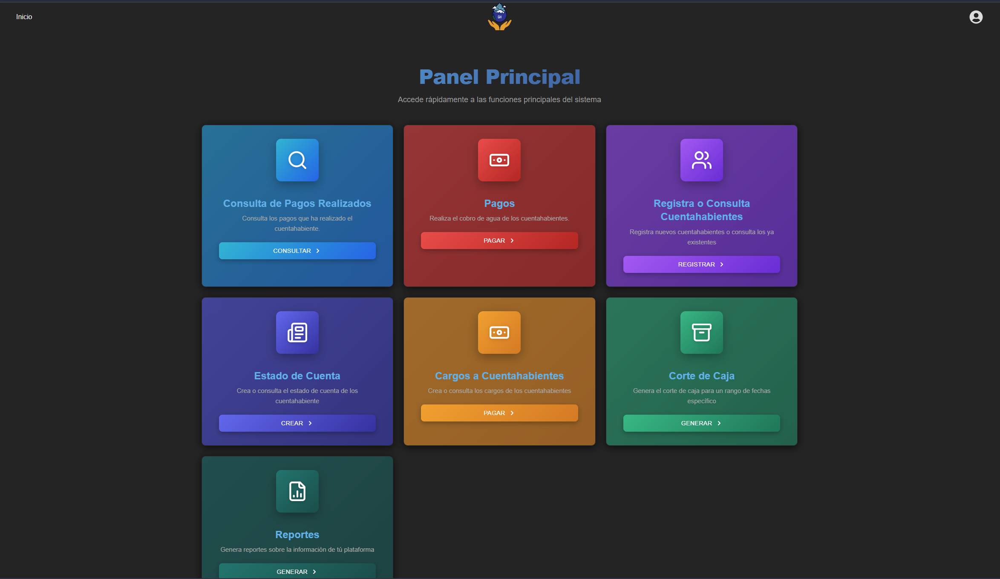 Inicio
GH
Panel Principal
Accede rápidamente a las funciones principales del sistema
Consulta de Pagos Realizados
Consulta los pagos que ha realizado el
cuentahabiente.
CONSULTAR
Pagos
Realiza el cobro de agua de los cuentahabientes.
PAGAR
Registra o Consulta
Cuentahabientes
Registra nuevos cuentahabientes o consulta los ya
existentes
REGISTRAR
Estado de Cuenta
Crea o consulta el estado de cuenta de los
cuentahabiente
CREAR
Cargos a Cuentahabientes
Crea o consulta los cargos de los cuentahabientes
PAGAR
Corte de Caja
Genera el corte de caja para un rango de fechas
específico
GENERAR
Reportes
Genera reportes sobre la información de tú plataforma
GENERAR